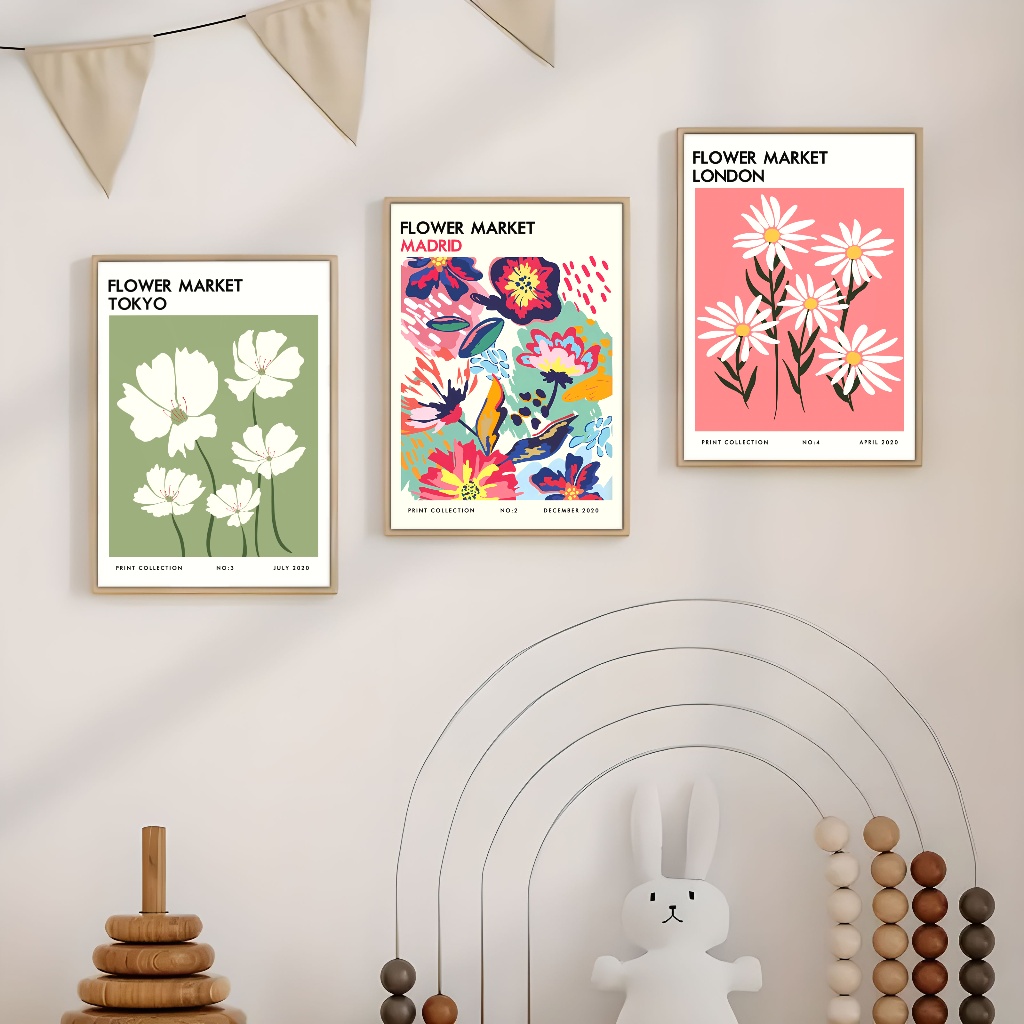 FLOWER MARKET
TOKYO
PRINT COLLECTION NO:3 JULY 2020
FLOWER MARKET
MADRID
PRINT COLLECTION NO:2 DECEMBER 2020
FLOWER MARKET
LONDON
PRINT COLLECTION NO:4 APRIL 2020